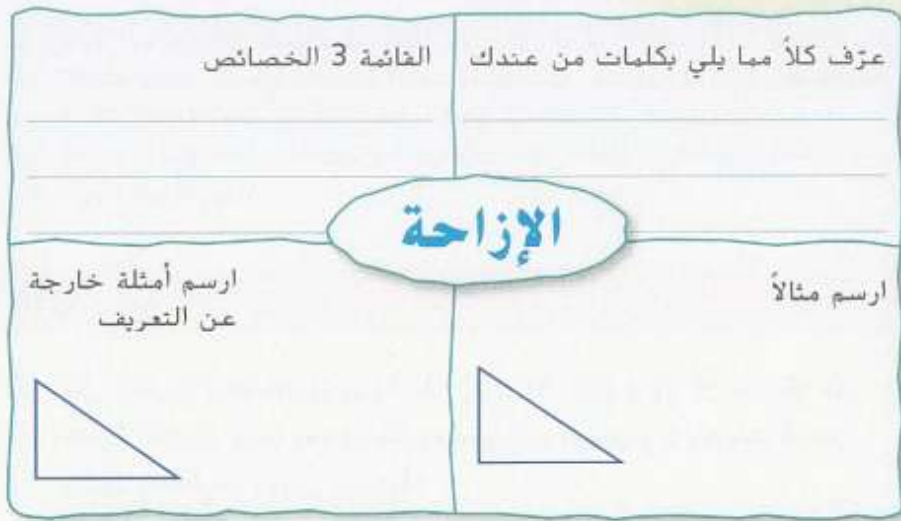 عرّف كلاً مما يلي بكلمات من عندك
القائمة 3 الخصائص
الإزاحة
ارسم مثالاً
ارسم أمثلة خارجة
عن التعريف